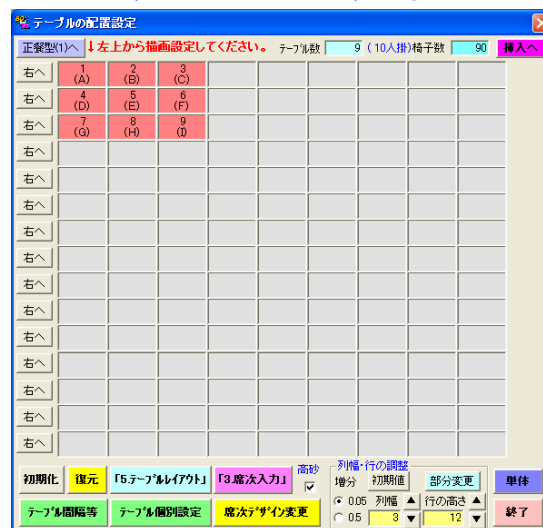 テーブルの配置設定
正餐型(1)へ ↓左上から描画設定してください。 テーブル数 9 (10人掛)椅子数 90 挿入へ
右へ 1 2 3
(A) (B) (C)
右へ 4 5 6
(D) (E) (F)
右へ 7 8 9
(G) (H) (I)
右へ
右へ
右へ
右へ
右へ
右へ
右へ
右へ
右へ
右へ
右へ
右へ
高砂 列幅・行の調整
初期化 復元 「5.テーブルレイアウト」 「3.席次入力」 増分 初期値 部分変更 単体
テーブル間隔等 テーブル個別設定 席次デザイン変更 0.05 列幅 ▲ 行の高さ ▲ 終了
0.5 3 ▼ 12 ▼